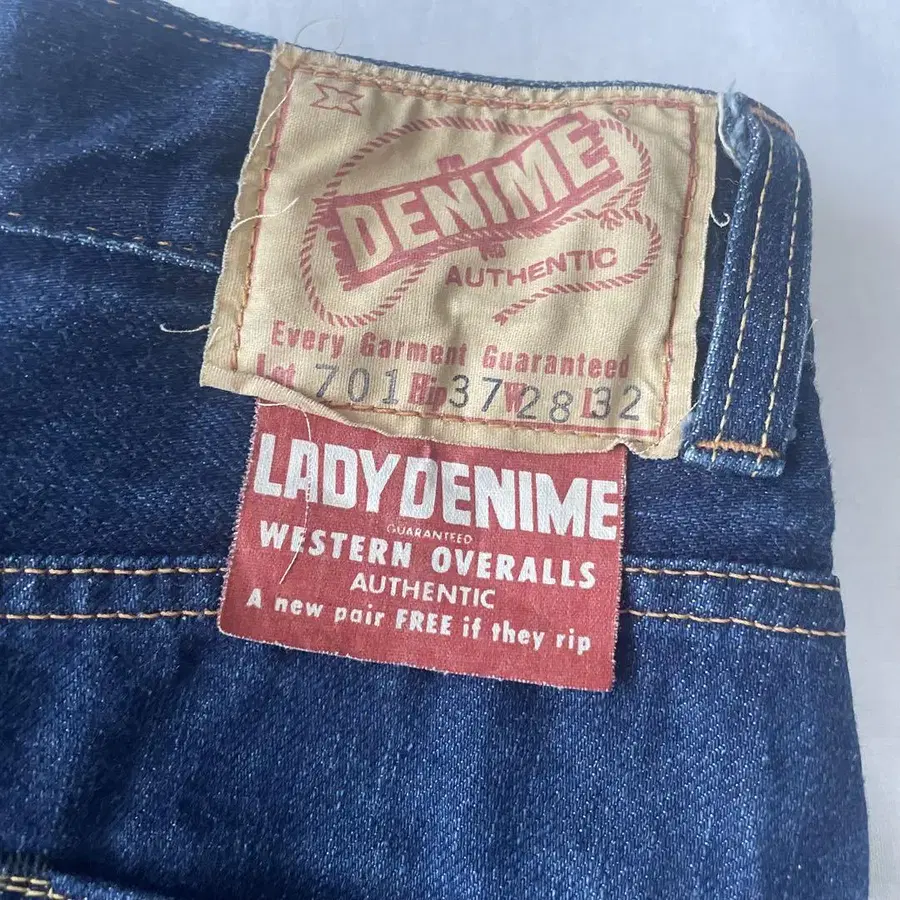 DENIME
AUTHENTIC
Every Garment Guaranteed
Lot 701 Hip 37 W 28 L 32
LADY DENIME
GUARANTEED
WESTERN OVERALLS
AUTHENTIC
A new pair FREE if they rip